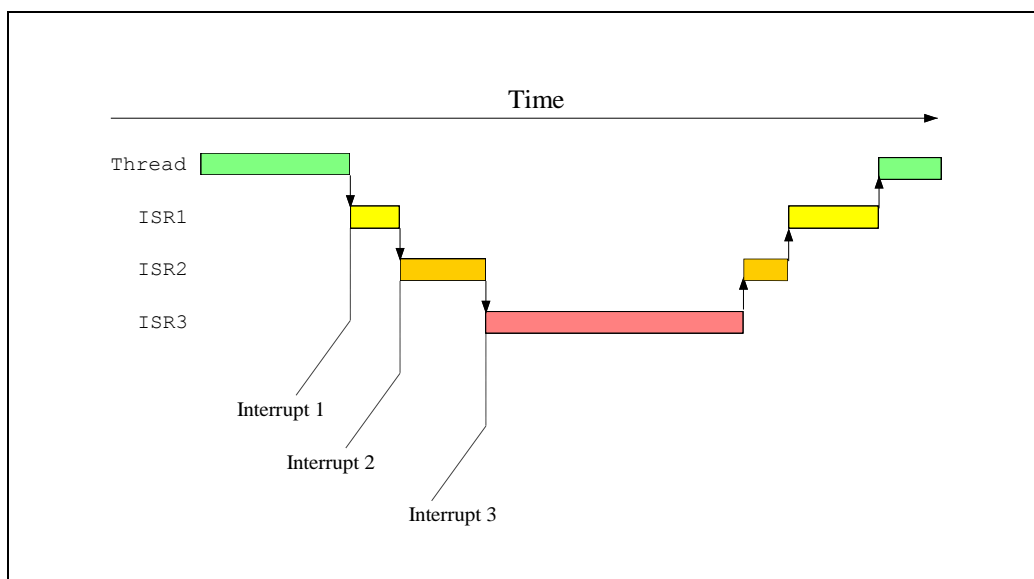 Time
Thread
ISR1
ISR2
ISR3
Interrupt 1
Interrupt 2
Interrupt 3